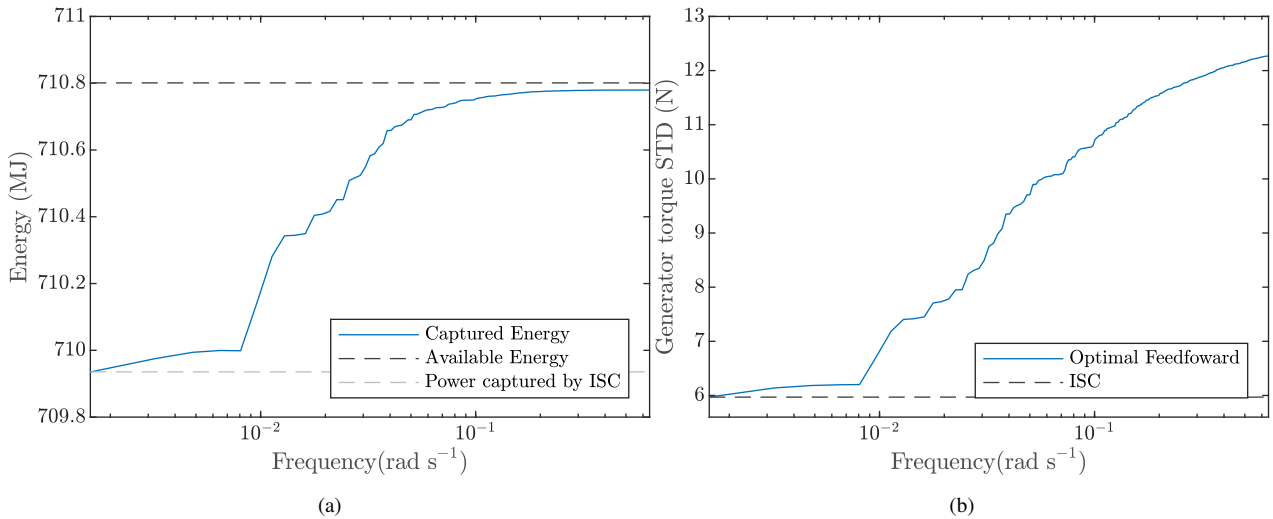 711
710.8
710.6
710.4
710.2
710
709.8
Energy (MJ)
Captured Energy
Available Energy
Power captured by ISC
10⁻²
10⁻¹
Frequency(rad s⁻¹)
(a)
13
12
11
10
9
8
7
6
Generator torque STD (N)
Optimal Feedfoward
ISC
10⁻²
10⁻¹
Frequency(rad s⁻¹)
(b)